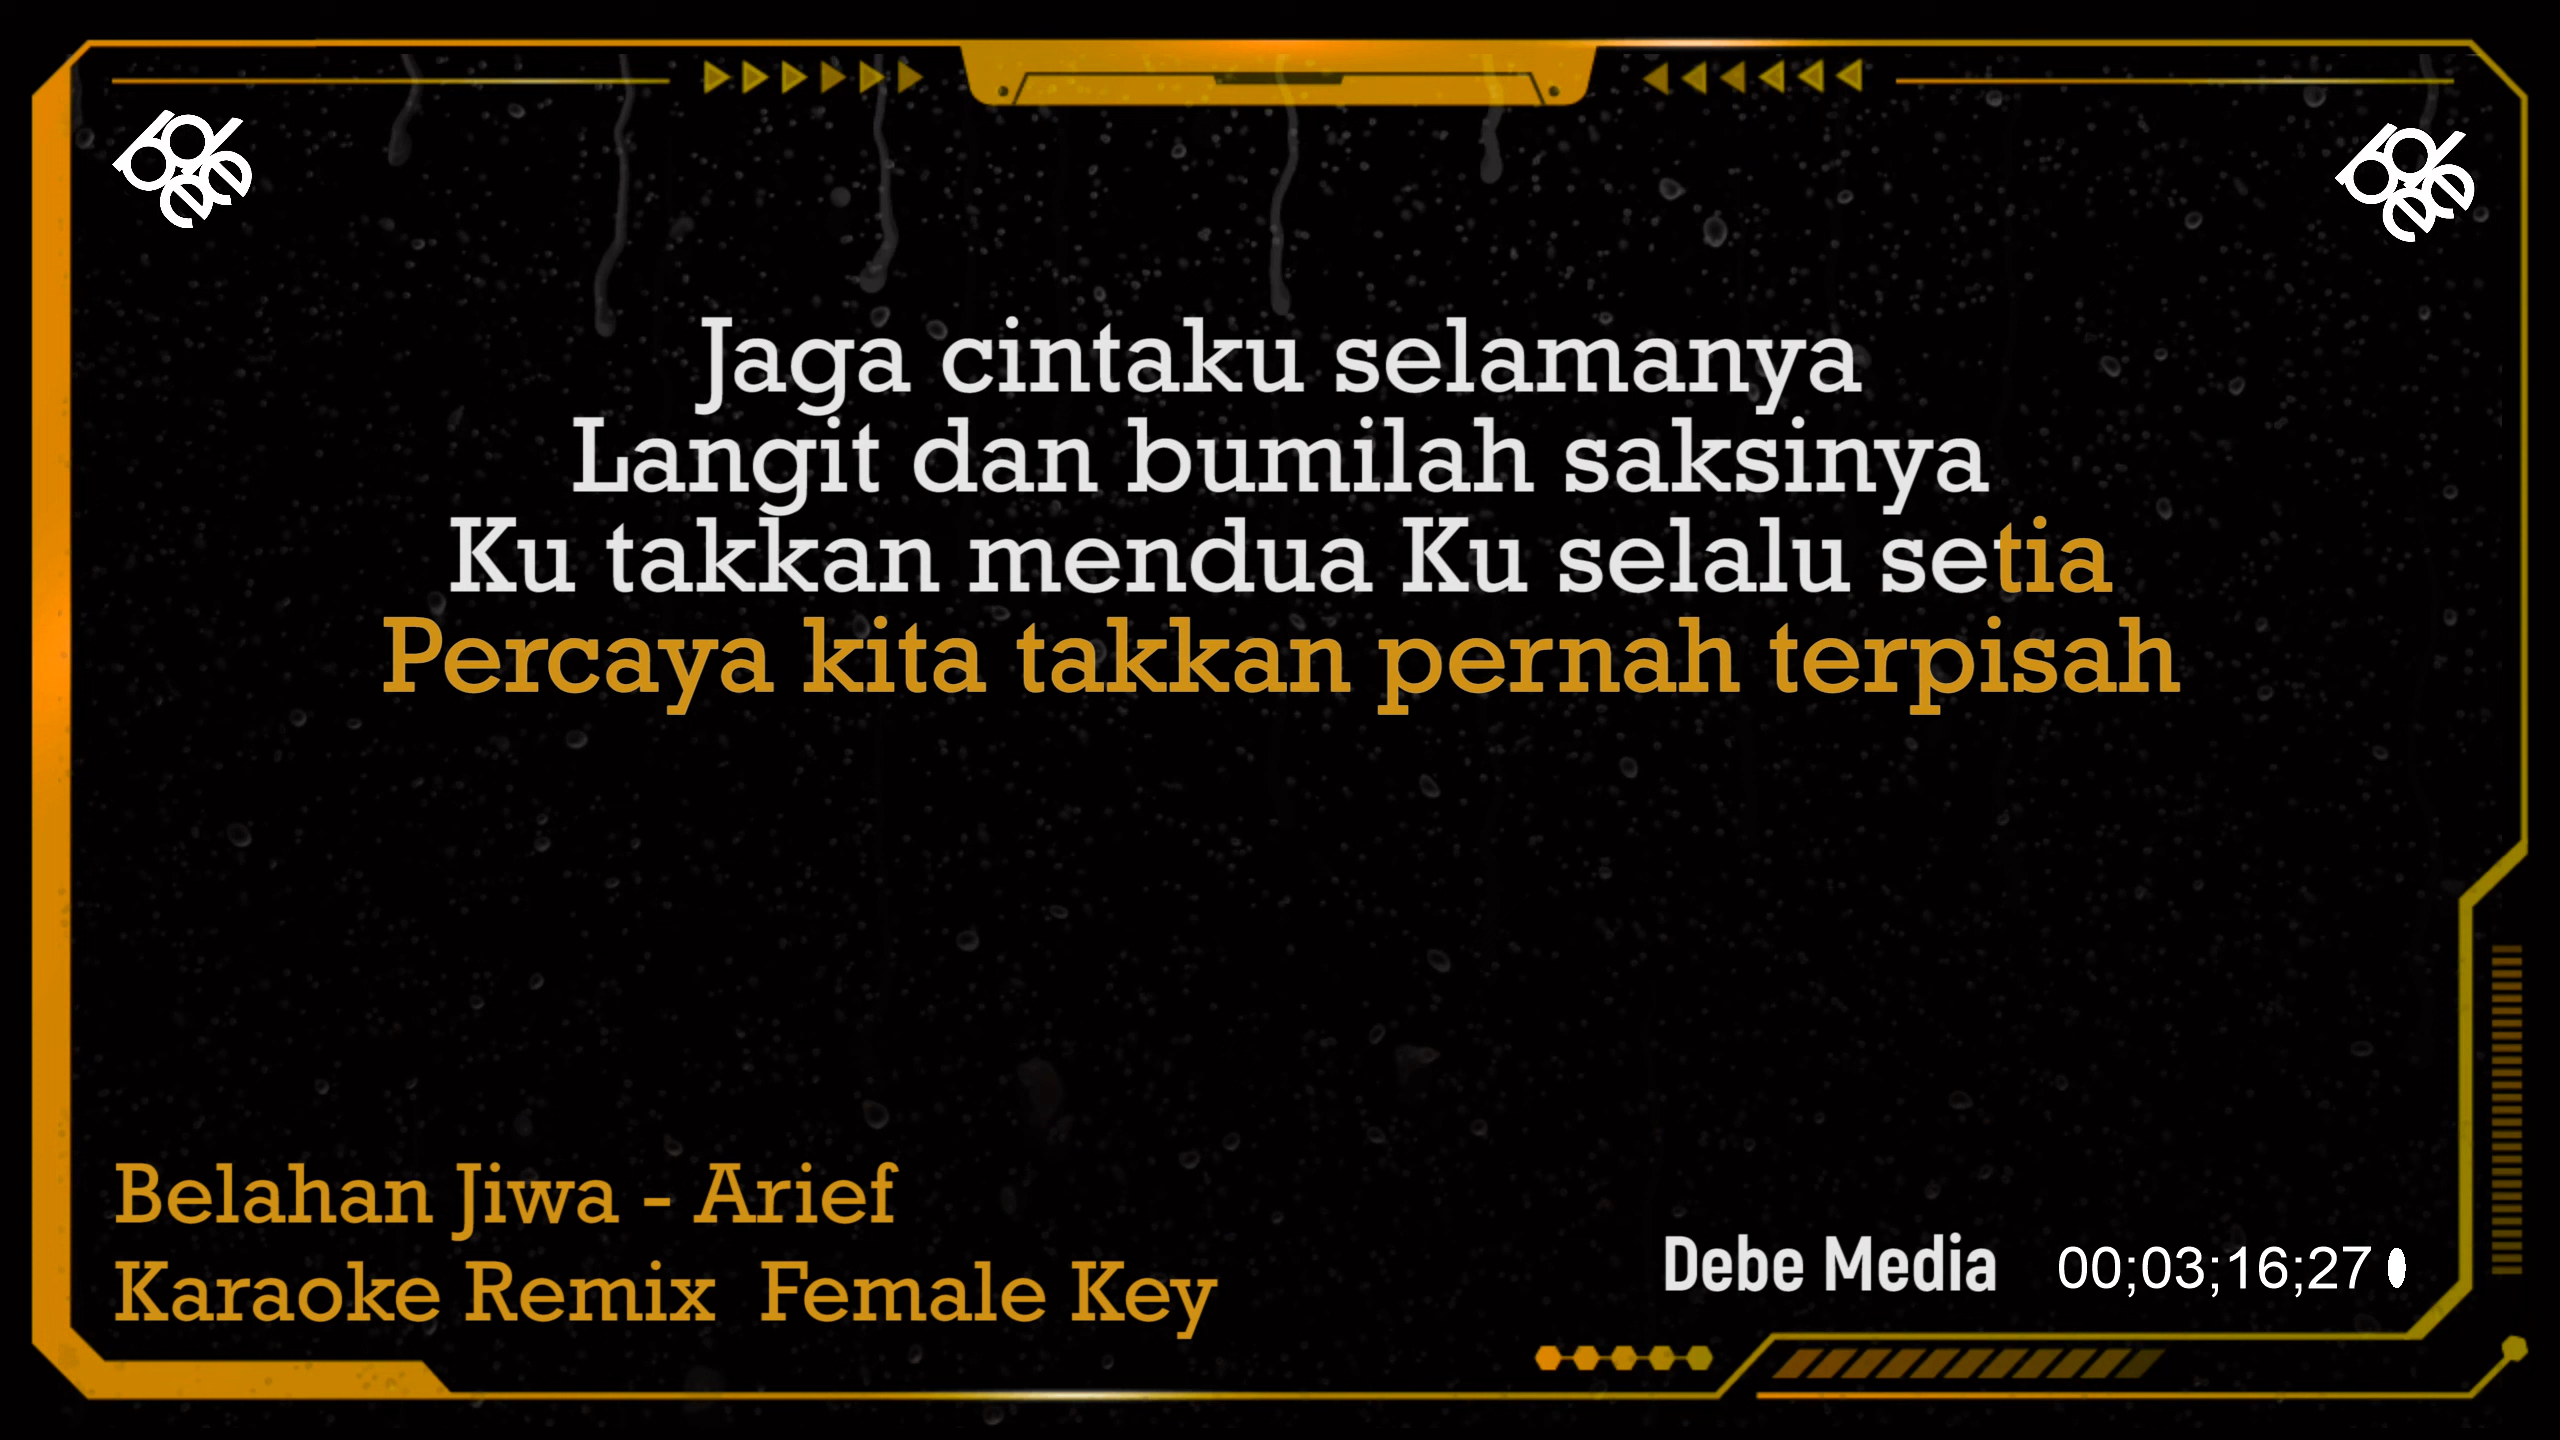 Jaga cintaku selamanya
Langit dan bumilah saksinya
Ku takkan mendua Ku selalu setia
Percaya kita takkan pernah terpisah
Belahan Jiwa - Arief
Karaoke Remix  Female Key
Debe Media
00;03;16;27